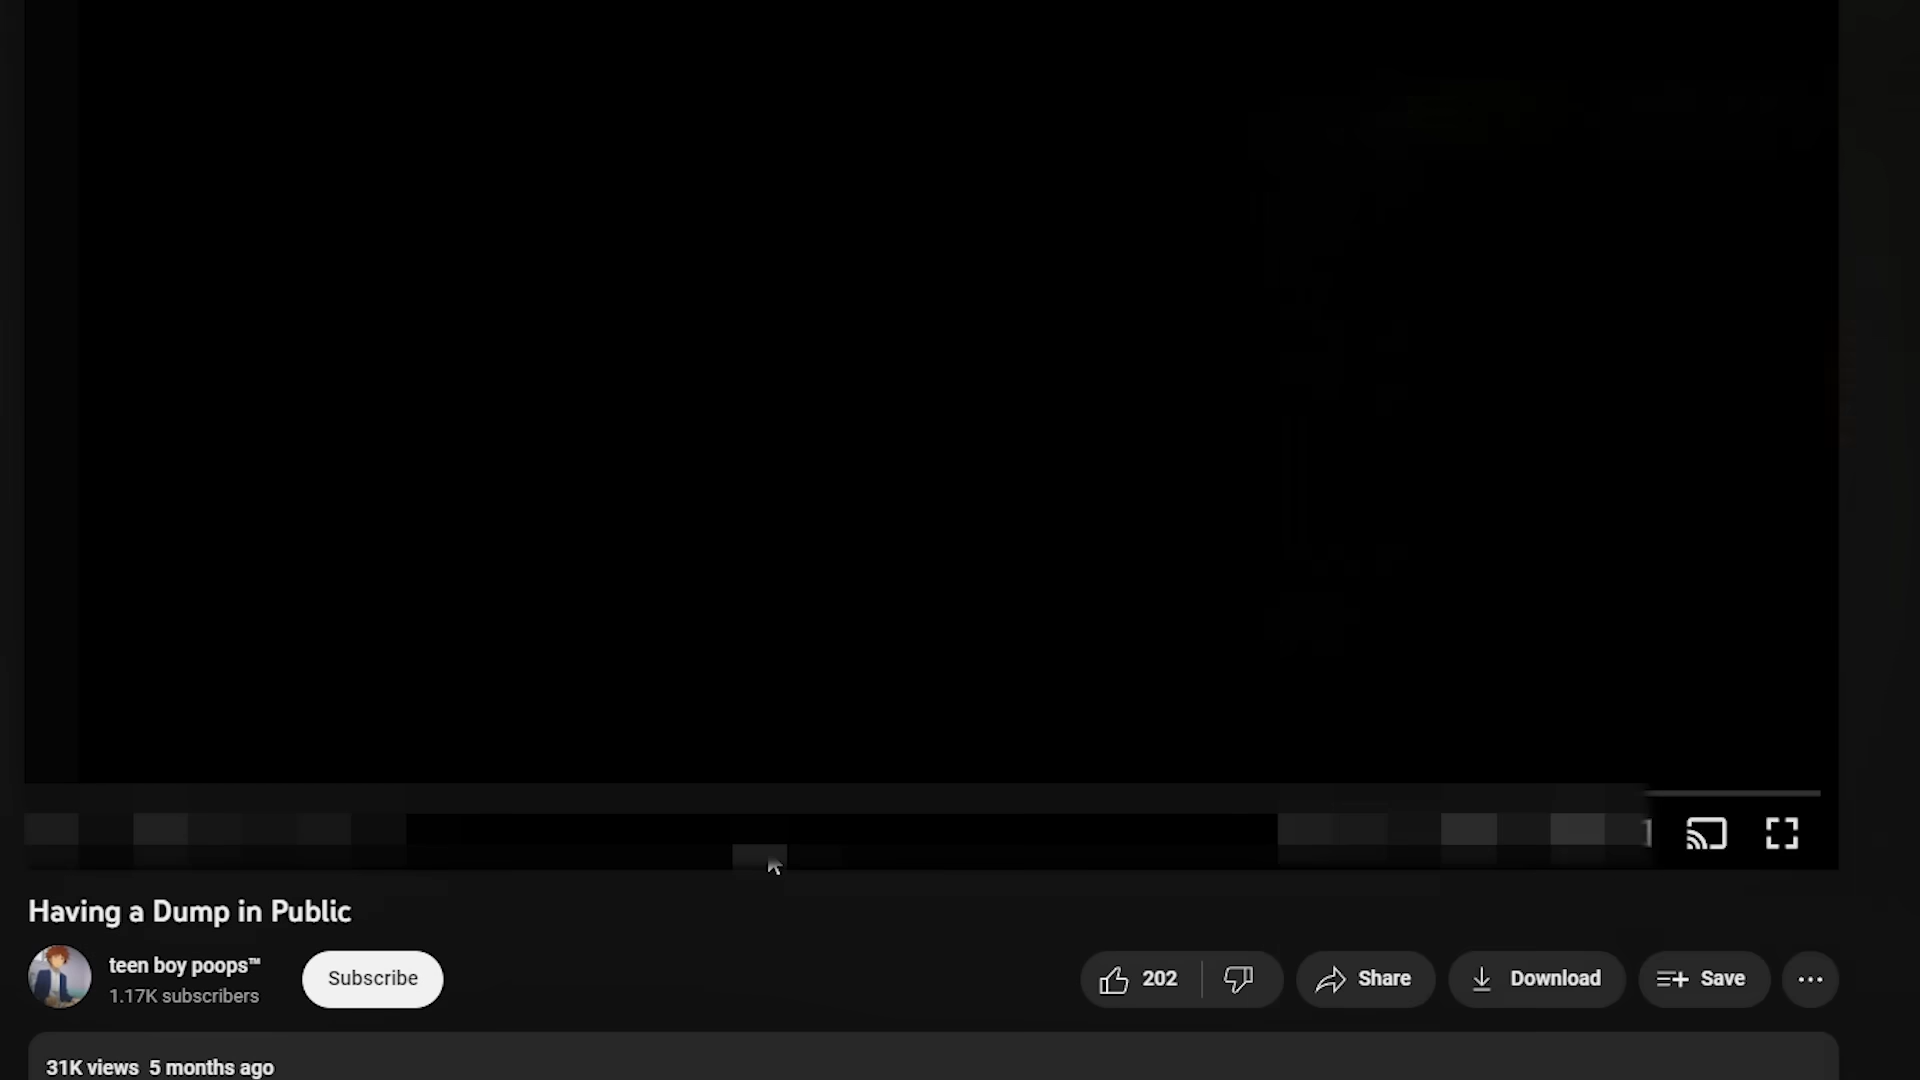 Having a Dump in Public
teen boy poops™
1.17K subscribers
Subscribe
202
Share
Download
Save
31K views 5 months ago